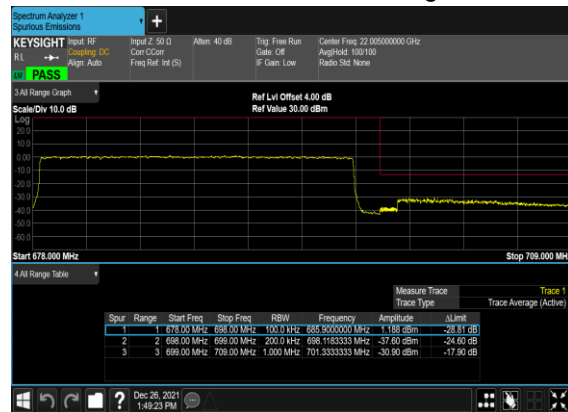 Spectrum Analyzer 1
Spurious Emissions
+
KEYSIGHT Input: RF Input Z: 50 Ω Atten: 40 dB Trig: Free Run Center Freq: 22.005000000 GHz
RL Coupling: DC Corr CCorr Gate: Off Avg|Hold: 100/100
Align: Auto Freq Ref: Int (S) IF Gain: Low Radio Std: None
LW PASS
3 All Range Graph Ref Lvl Offset 4.00 dB
Scale/Div 10.0 dB Ref Value 30.00 dBm
Log
20.0
10.0
0.00
-10.0
-20.0
-30.0
-40.0
-50.0
-60.0
Start 678.000 MHz Stop 709.000 MH
4 All Range Table
Measure Trace Trace 1
Trace Type Trace Average (Active)
Spur Range Start Freq Stop Freq RBW Frequency Amplitude ΔLimit
1 1 678.00 MHz 698.00 MHz 100.0 kHz 685.9000000 MHz 1.188 dBm -28.81 dB
2 2 698.00 MHz 699.00 MHz 200.0 kHz 698.1183333 MHz -37.60 dBm -24.60 dB
3 3 699.00 MHz 709.00 MHz 1.000 MHz 701.3333333 MHz -30.90 dBm -17.90 dB
? Dec 26, 2021
1:49:23 PM